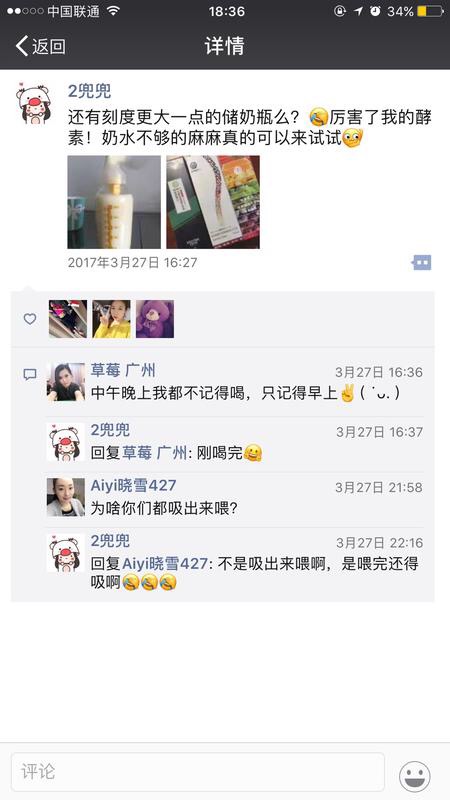 中国联通 18:36 34%
返回 详情
2兜兜
还有刻度更大一点的储奶瓶么？😂厉害了我的酵
素！奶水不够的麻麻真的可以来试试
2017年3月27日 16:27
草莓 广州 3月27日 16:36
中午晚上我都不记得喝，只记得早上✌( ˙ᴗ. )
2兜兜 3月27日 16:37
回复草莓 广州: 刚喝完🤗
Aiyi晓雪427 3月27日 21:58
为啥你们都吸出来喂?
2兜兜 3月27日 22:16
回复Aiyi晓雪427: 不是吸出来喂啊，是喂完还得
吸啊😂😂😂
评论